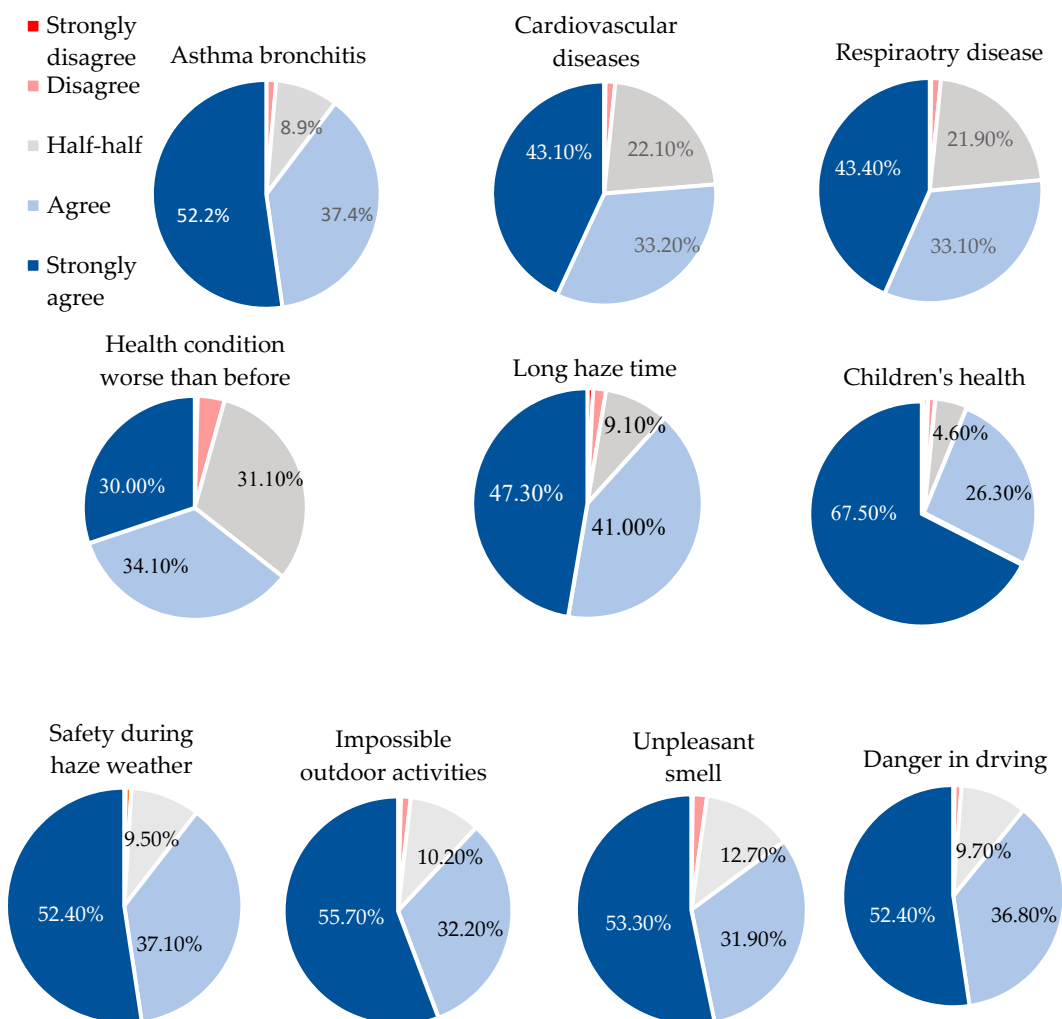 Strongly
disagree
Disagree
Half-half
Agree
Strongly
agree
Asthma bronchitis
8.9%
52.2%
37.4%
Cardiovascular
diseases
43.10%
22.10%
33.20%
Respiraotry disease
21.90%
43.40%
33.10%
Health condition
worse than before
31.10%
30.00%
34.10%
Long haze time
9.10%
47.30%
41.00%
Children's health
4.60%
26.30%
67.50%
Safety during
haze weather
9.50%
52.40%
37.10%
Impossible
outdoor activities
10.20%
55.70%
32.20%
Unpleasant
smell
12.70%
53.30%
31.90%
Danger in drving
9.70%
52.40%
36.80%